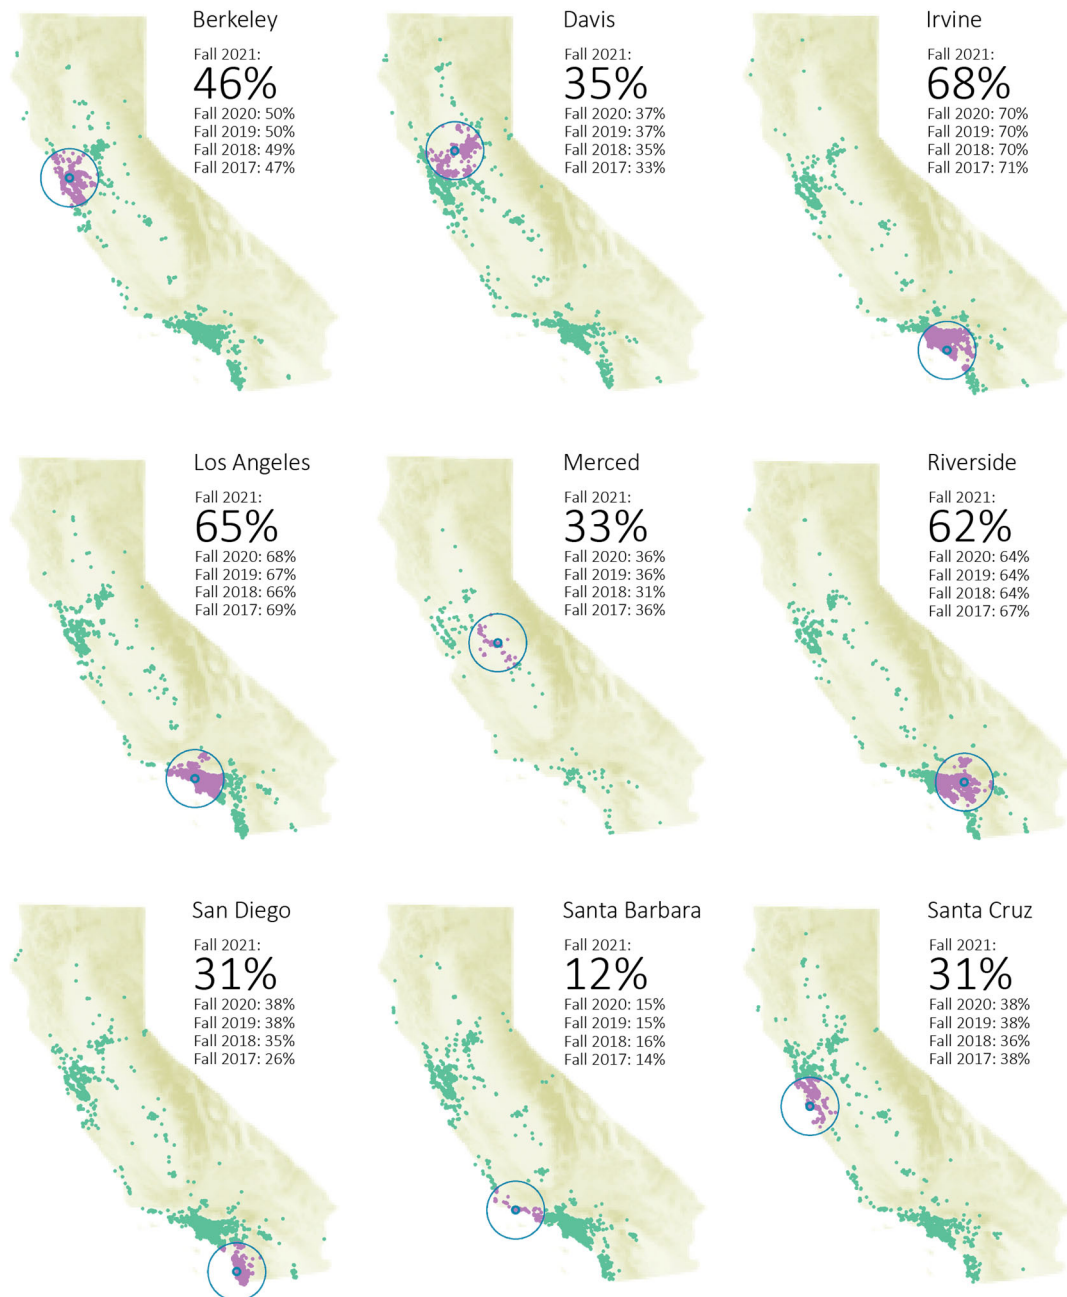 Berkeley
Fall 2021:
46%
Fall 2020: 50%
Fall 2019: 50%
Fall 2018: 49%
Fall 2017: 47%
Davis
Fall 2021:
35%
Fall 2020: 37%
Fall 2019: 37%
Fall 2018: 35%
Fall 2017: 33%
Irvine
Fall 2021:
68%
Fall 2020: 70%
Fall 2019: 70%
Fall 2018: 70%
Fall 2017: 71%
Los Angeles
Fall 2021:
65%
Fall 2020: 68%
Fall 2019: 67%
Fall 2018: 66%
Fall 2017: 69%
Merced
Fall 2021:
33%
Fall 2020: 36%
Fall 2019: 36%
Fall 2018: 31%
Fall 2017: 36%
Riverside
Fall 2021:
62%
Fall 2020: 64%
Fall 2019: 64%
Fall 2018: 64%
Fall 2017: 67%
San Diego
Fall 2021:
31%
Fall 2020: 38%
Fall 2019: 38%
Fall 2018: 35%
Fall 2017: 26%
Santa Barbara
Fall 2021:
12%
Fall 2020: 15%
Fall 2019: 15%
Fall 2018: 16%
Fall 2017: 14%
Santa Cruz
Fall 2021:
31%
Fall 2020: 38%
Fall 2019: 38%
Fall 2018: 36%
Fall 2017: 38%